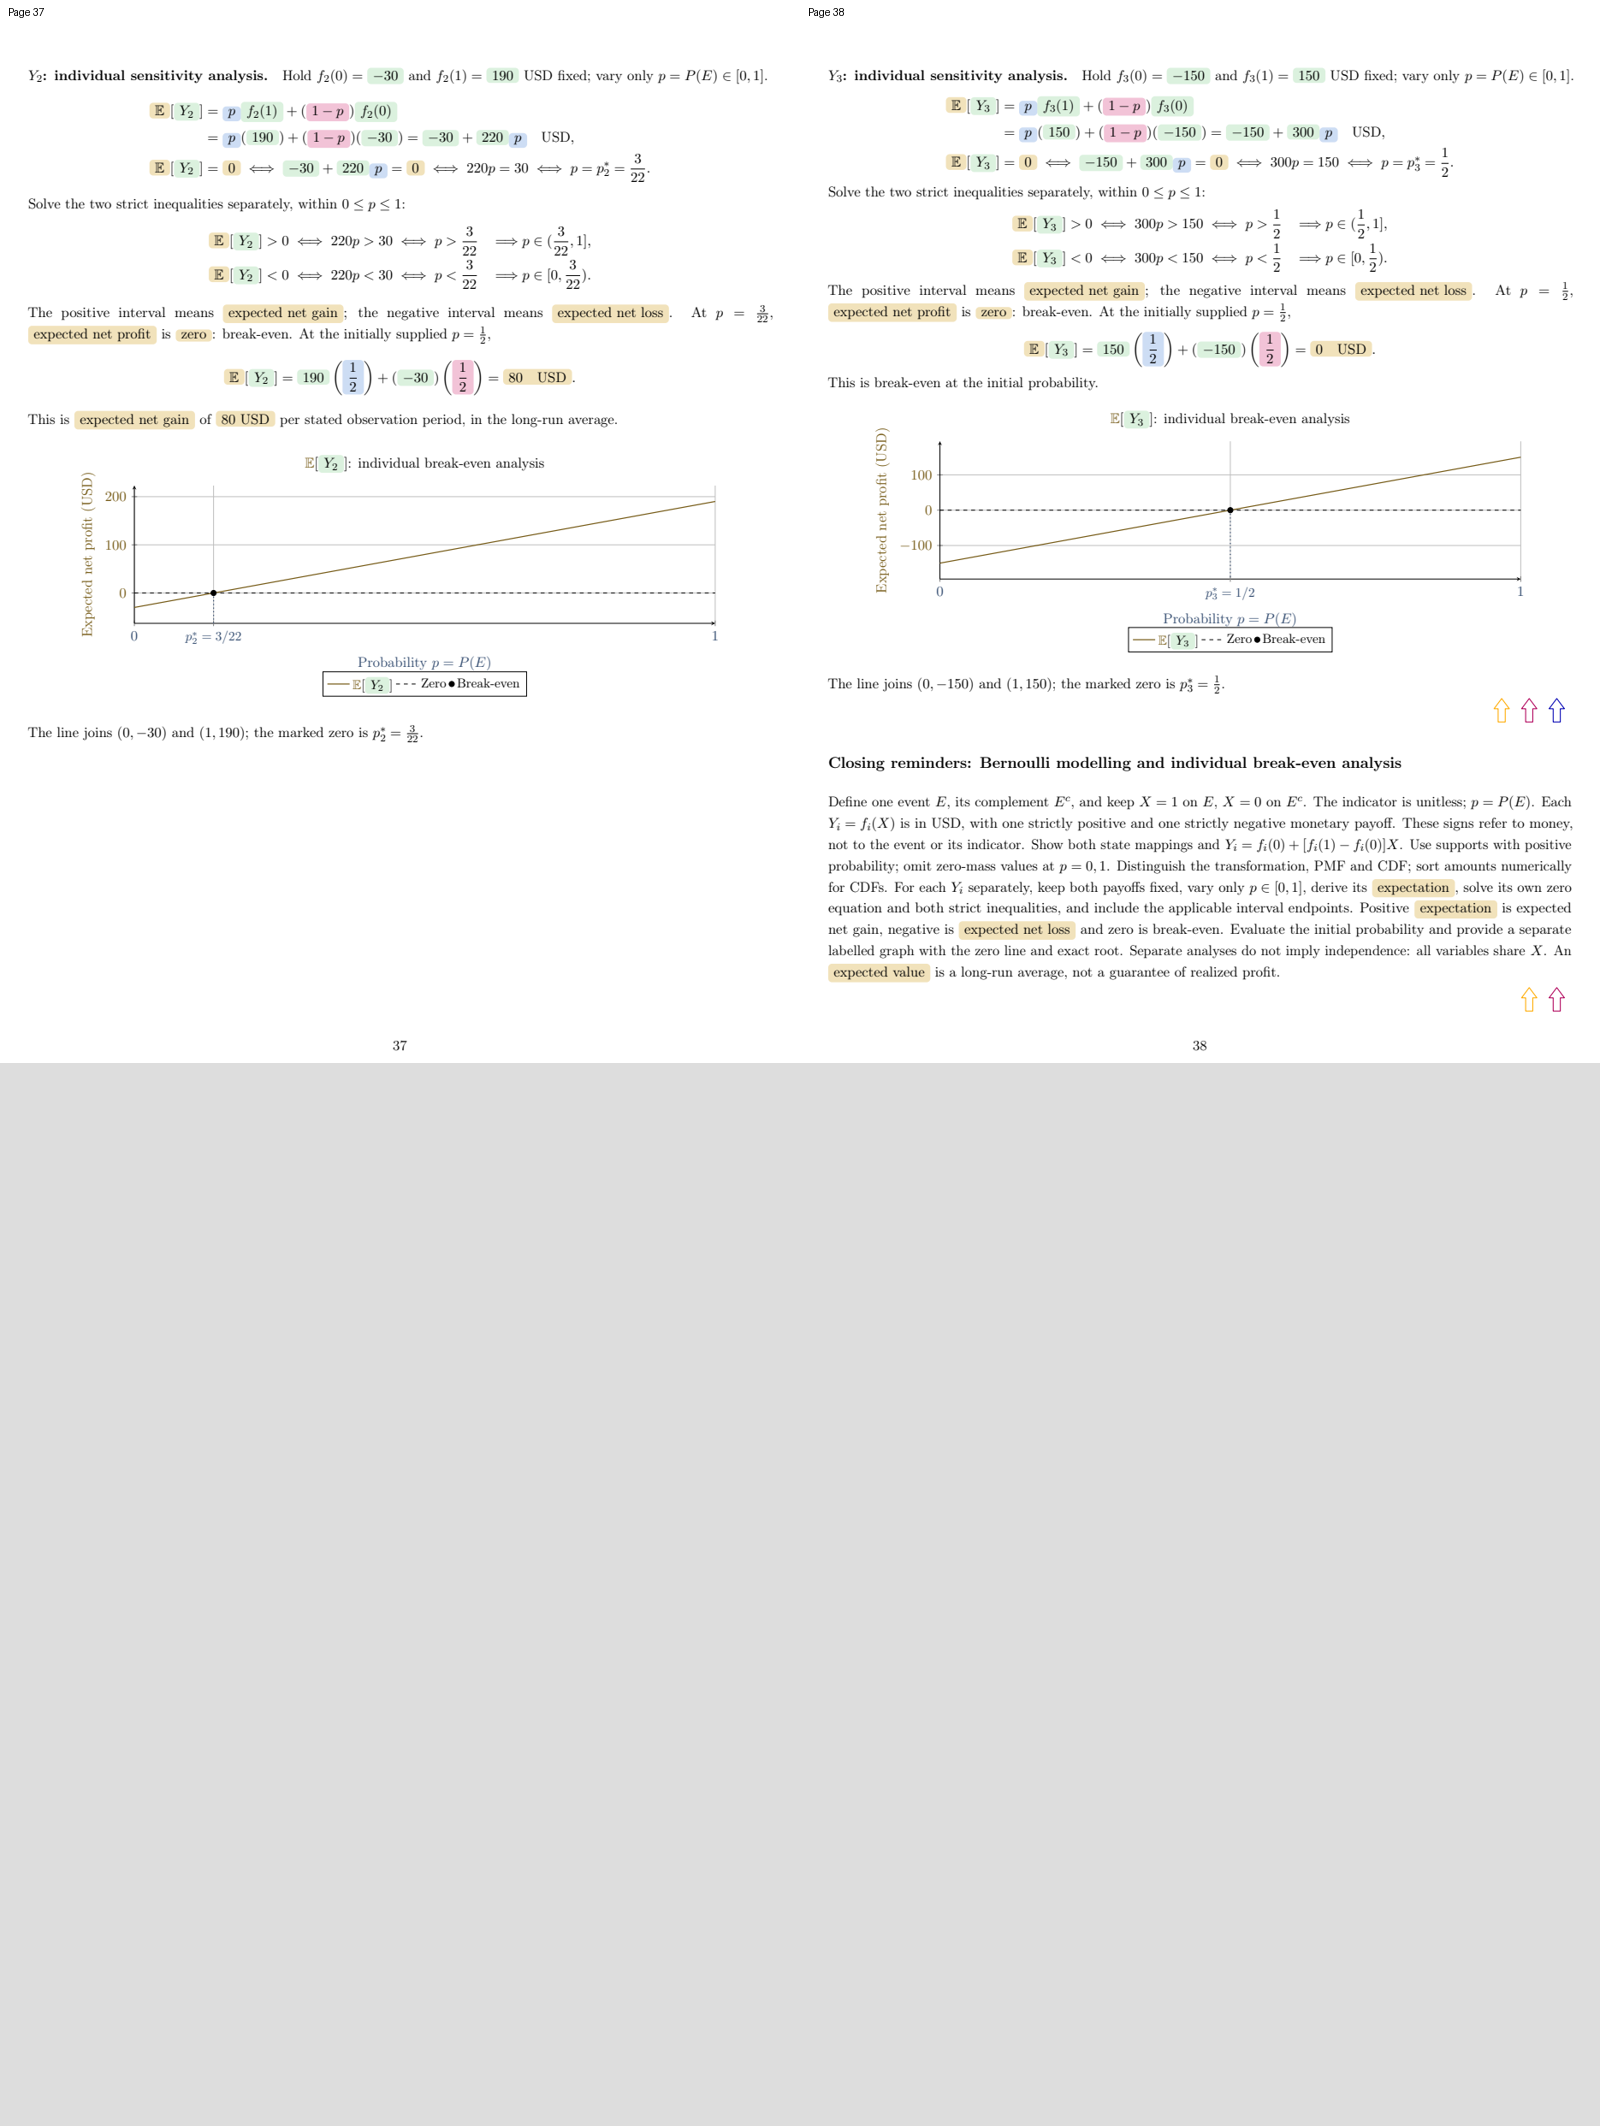 Page 37
Y₂: individual sensitivity analysis. Hold f₂(0) = −30 and f₂(1) = 190 USD fixed; vary only p = P(E) ∈ [0, 1].
𝔼 [ Y₂ ] = p f₂(1) + ( 1 − p ) f₂(0)
= p ( 190 ) + ( 1 − p )( −30 ) = −30 + 220 p USD,
𝔼 [ Y₂ ] = 0 ⟺ −30 + 220 p = 0 ⟺ 220p = 30 ⟺ p = p₂* = 3/22.
Solve the two strict inequalities separately, within 0 ≤ p ≤ 1:
𝔼 [ Y₂ ] > 0 ⟺ 220p > 30 ⟺ p > 3/22 ⟹ p ∈ (3/22, 1],
𝔼 [ Y₂ ] < 0 ⟺ 220p < 30 ⟺ p < 3/22 ⟹ p ∈ [0, 3/22).
The positive interval means expected net gain ; the negative interval means expected net loss . At p = 3/22,
expected net profit is zero : break-even. At the initially supplied p = 1/2,
𝔼 [ Y₂ ] = 190 (1/2) + ( −30 ) (1/2) = 80 USD .
This is expected net gain of 80 USD per stated observation period, in the long-run average.
𝔼[ Y₂ ]: individual break-even analysis
Expected net profit (USD)
200
100
0
0 p₂* = 3/22 1
Probability p = P(E)
𝔼[ Y₂ ] Zero Break-even
The line joins (0, −30) and (1, 190); the marked zero is p₂* = 3/22.
37
Page 38
Y₃: individual sensitivity analysis. Hold f₃(0) = −150 and f₃(1) = 150 USD fixed; vary only p = P(E) ∈ [0, 1].
𝔼 [ Y₃ ] = p f₃(1) + ( 1 − p ) f₃(0)
= p ( 150 ) + ( 1 − p )( −150 ) = −150 + 300 p USD,
𝔼 [ Y₃ ] = 0 ⟺ −150 + 300 p = 0 ⟺ 300p = 150 ⟺ p = p₃* = 1/2.
Solve the two strict inequalities separately, within 0 ≤ p ≤ 1:
𝔼 [ Y₃ ] > 0 ⟺ 300p > 150 ⟺ p > 1/2 ⟹ p ∈ (1/2, 1],
𝔼 [ Y₃ ] < 0 ⟺ 300p < 150 ⟺ p < 1/2 ⟹ p ∈ [0, 1/2).
The positive interval means expected net gain ; the negative interval means expected net loss . At p = 1/2,
expected net profit is zero : break-even. At the initially supplied p = 1/2,
𝔼 [ Y₃ ] = 150 (1/2) + ( −150 ) (1/2) = 0 USD .
This is break-even at the initial probability.
𝔼[ Y₃ ]: individual break-even analysis
Expected net profit (USD)
100
0
−100
0 p₃* = 1/2 1
Probability p = P(E)
𝔼[ Y₃ ] Zero Break-even
The line joins (0, −150) and (1, 150); the marked zero is p₃* = 1/2.
Closing reminders: Bernoulli modelling and individual break-even analysis
Define one event E, its complement Eᶜ, and keep X = 1 on E, X = 0 on Eᶜ. The indicator is unitless; p = P(E). Each
Yᵢ = fᵢ(X) is in USD, with one strictly positive and one strictly negative monetary payoff. These signs refer to money,
not to the event or its indicator. Show both state mappings and Yᵢ = fᵢ(0) + [fᵢ(1) − fᵢ(0)]X. Use supports with positive
probability; omit zero-mass values at p = 0, 1. Distinguish the transformation, PMF and CDF; sort amounts numerically
for CDFs. For each Yᵢ separately, keep both payoffs fixed, vary only p ∈ [0, 1], derive its expectation , solve its own zero
equation and both strict inequalities, and include the applicable interval endpoints. Positive expectation is expected
net gain, negative is expected net loss and zero is break-even. Evaluate the initial probability and provide a separate
labelled graph with the zero line and exact root. Separate analyses do not imply independence: all variables share X. An
expected value is a long-run average, not a guarantee of realized profit.
38